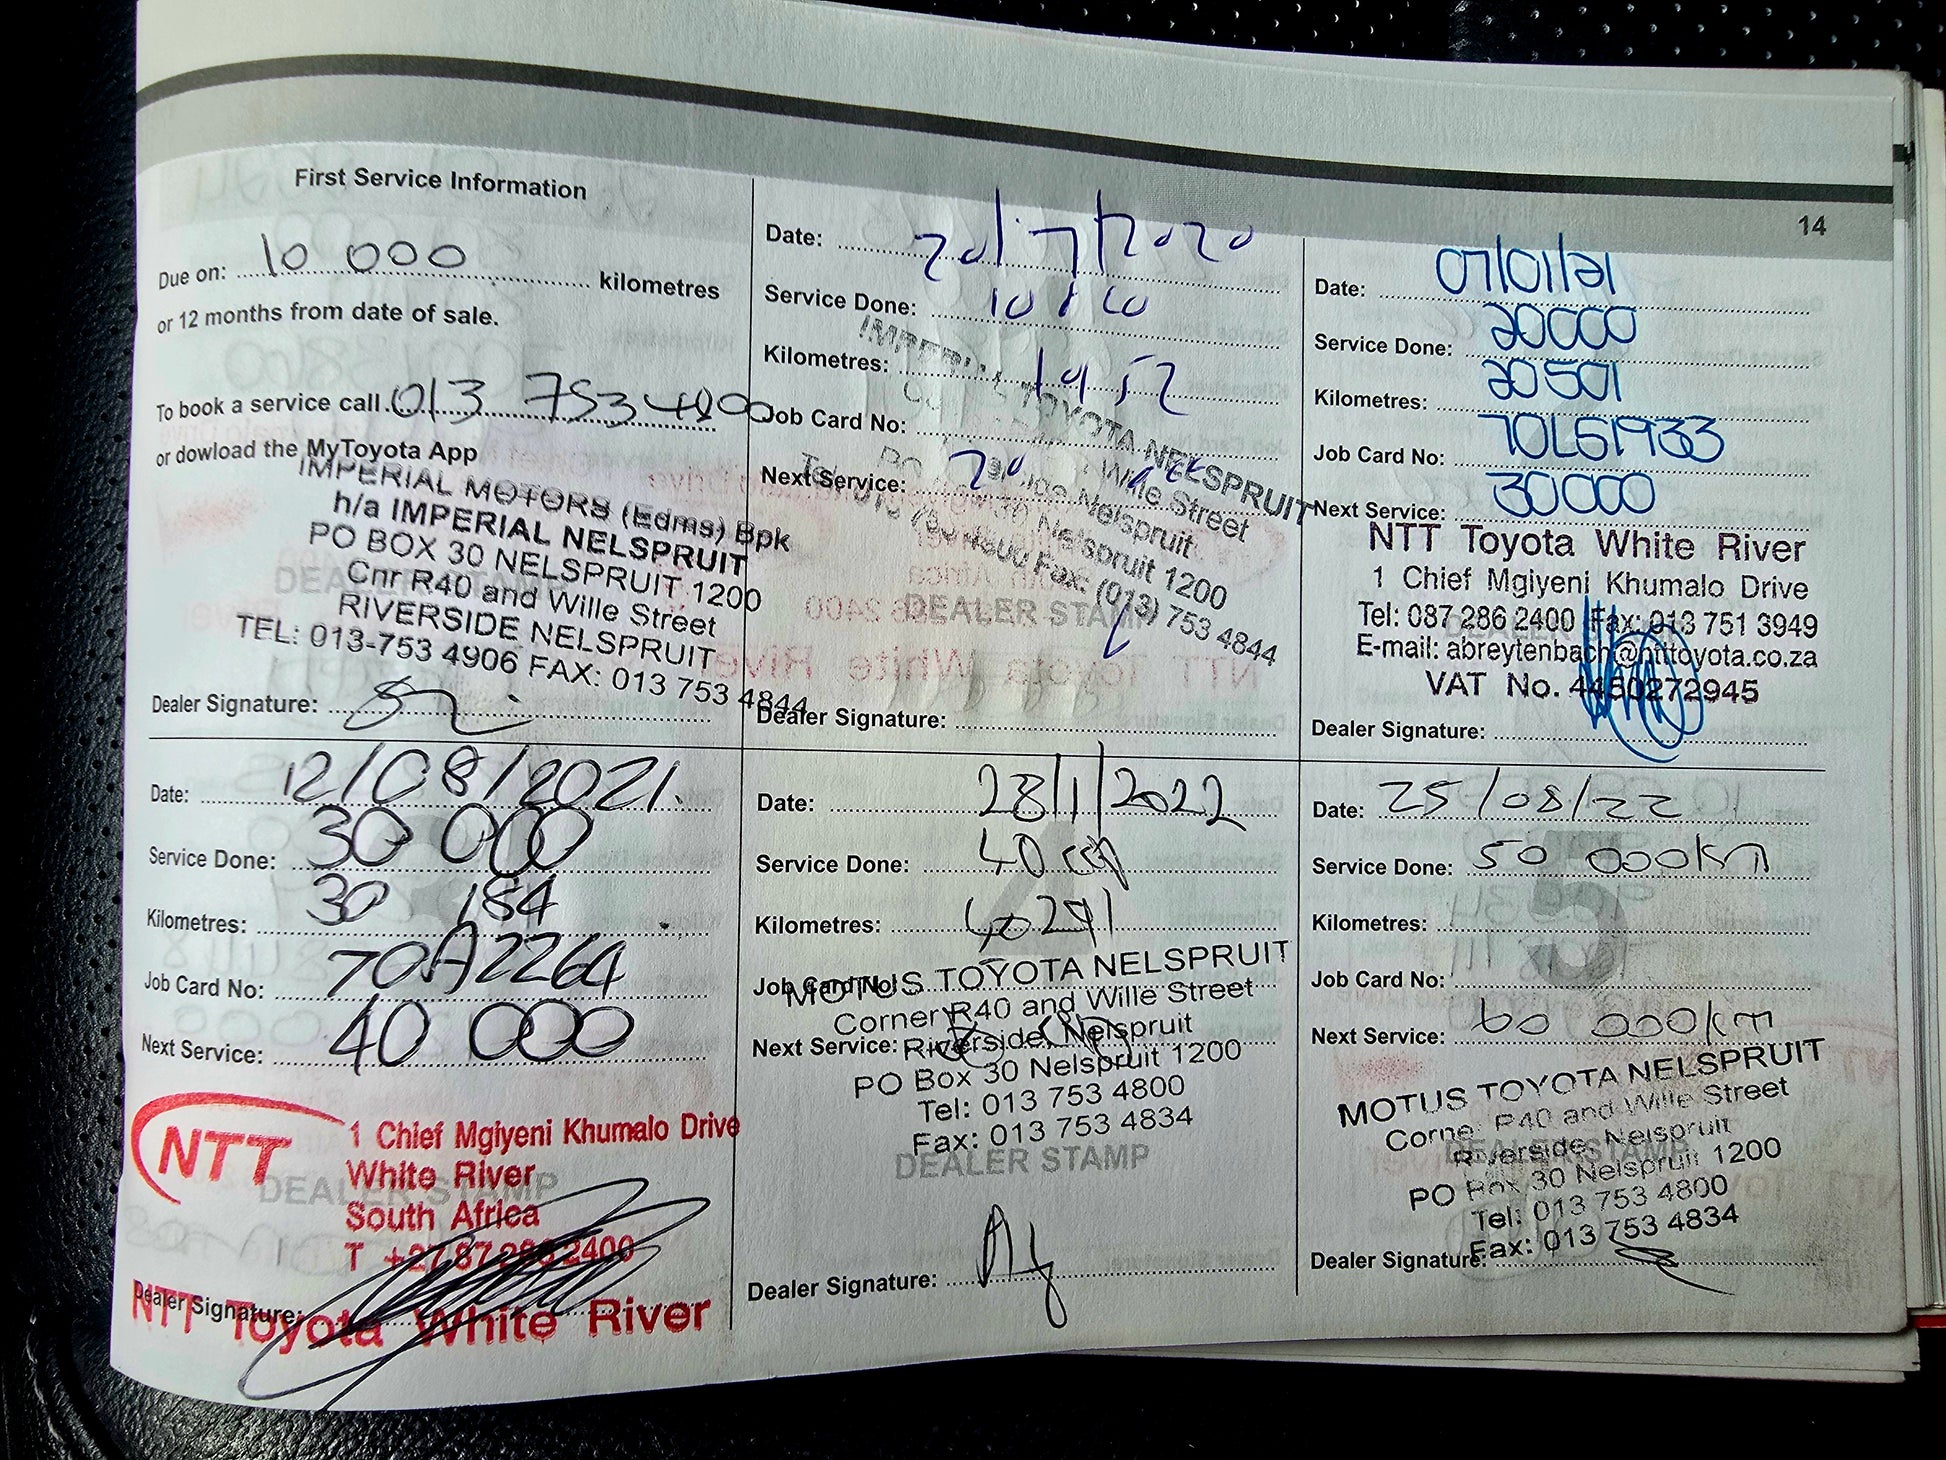 14
First Service Information
Due on: 10 000 kilometres
or 12 months from date of sale.
To book a service call 013 753 4800
or dowload the MyToyota App
IMPERIAL MOTORS (Edms) Bpk
h/a IMPERIAL NELSPRUIT
PO BOX 30 NELSPRUIT 1200
Cnr R40 and Wille Street
RIVERSIDE NELSPRUIT
TEL: 013-753 4906 FAX: 013 753 4844
Dealer Signature:
Date: 20/7/2020
Service Done:
Kilometres:
Job Card No:
Next Service:
IMPERIAL TOYOTA NELSPRUIT
Wille Street
Nelspruit
Nelspruit 1200
Fax: (013) 753 4844
DEALER STAMP
Dealer Signature:
Date: 07/01/21
Service Done: 20000
Kilometres: 20501
Job Card No: 70L61933
Next Service: 30000
NTT Toyota White River
1 Chief Mgiyeni Khumalo Drive
Tel: 087 286 2400 Fax: 013 751 3949
E-mail: abreytenbach@ntttoyota.co.za
VAT No. 4450272945
Dealer Signature:
Date: 12/08/2021.
Service Done: 30 000
Kilometres: 30 184
Job Card No: 70A2264
Next Service: 40 000
NTT
1 Chief Mgiyeni Khumalo Drive
White River
South Africa
T +27 87 286 2400
DEALER STAMP
Dealer Signature:
NTT Toyota White River
Date: 28/1/2022
Service Done: 40 000
Kilometres: 40291
Job Card No:
Next Service:
MOTUS TOYOTA NELSPRUIT
Corner R40 and Wille Street
Riverside, Nelspruit
PO Box 30 Nelspruit 1200
Tel: 013 753 4800
Fax: 013 753 4834
DEALER STAMP
Dealer Signature:
Date: 25/08/22
Service Done: 50 000km
Kilometres:
Job Card No:
Next Service: 60 000km
5
MOTUS TOYOTA NELSPRUIT
Corner R40 and Wille Street
Riverside, Nelspruit
PO Box 30 Nelspruit 1200
Tel: 013 753 4800
Fax: 013 753 4834
DEALER STAMP
Dealer Signature: